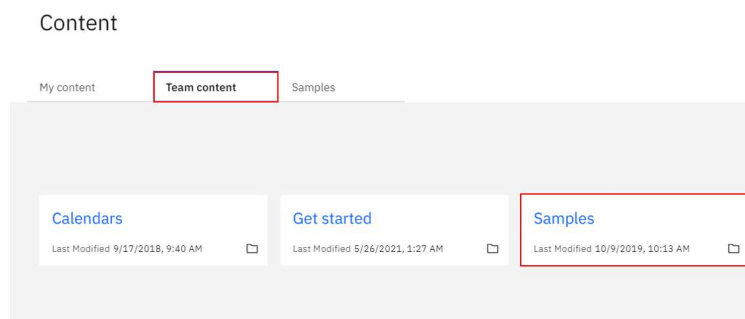 Content
My content Team content Samples
Calendars Get started Samples
Last Modified 9/17/2018, 9:40 AM Last Modified 5/26/2021, 1:27 AM Last Modified 10/9/2019, 10:13 AM